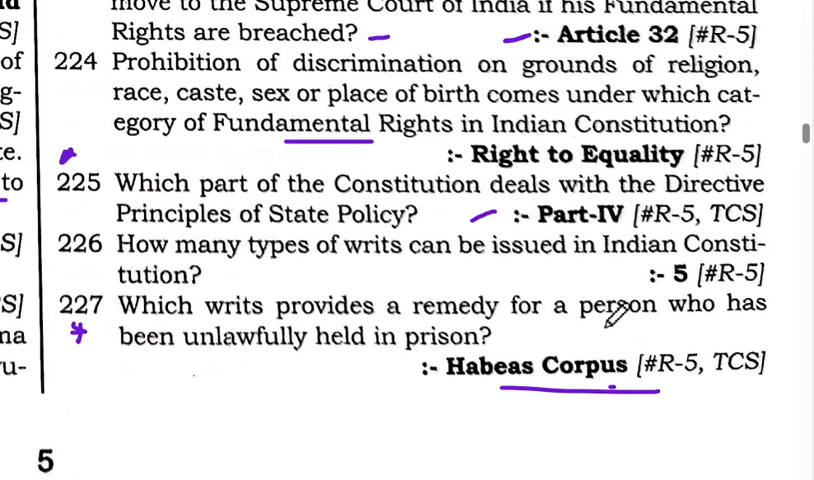 S]
of
g-
S]
te.
to
S]
S]
na
u-
move to the Supreme Court of India if his Fundamental
Rights are breached? :- Article 32 [#R-5]
224 Prohibition of discrimination on grounds of religion,
race, caste, sex or place of birth comes under which cat-
egory of Fundamental Rights in Indian Constitution?
:- Right to Equality [#R-5]
225 Which part of the Constitution deals with the Directive
Principles of State Policy? :- Part-IV [#R-5, TCS]
226 How many types of writs can be issued in Indian Consti-
tution? :- 5 [#R-5]
227 Which writs provides a remedy for a person who has
been unlawfully held in prison?
:- Habeas Corpus [#R-5, TCS]
5